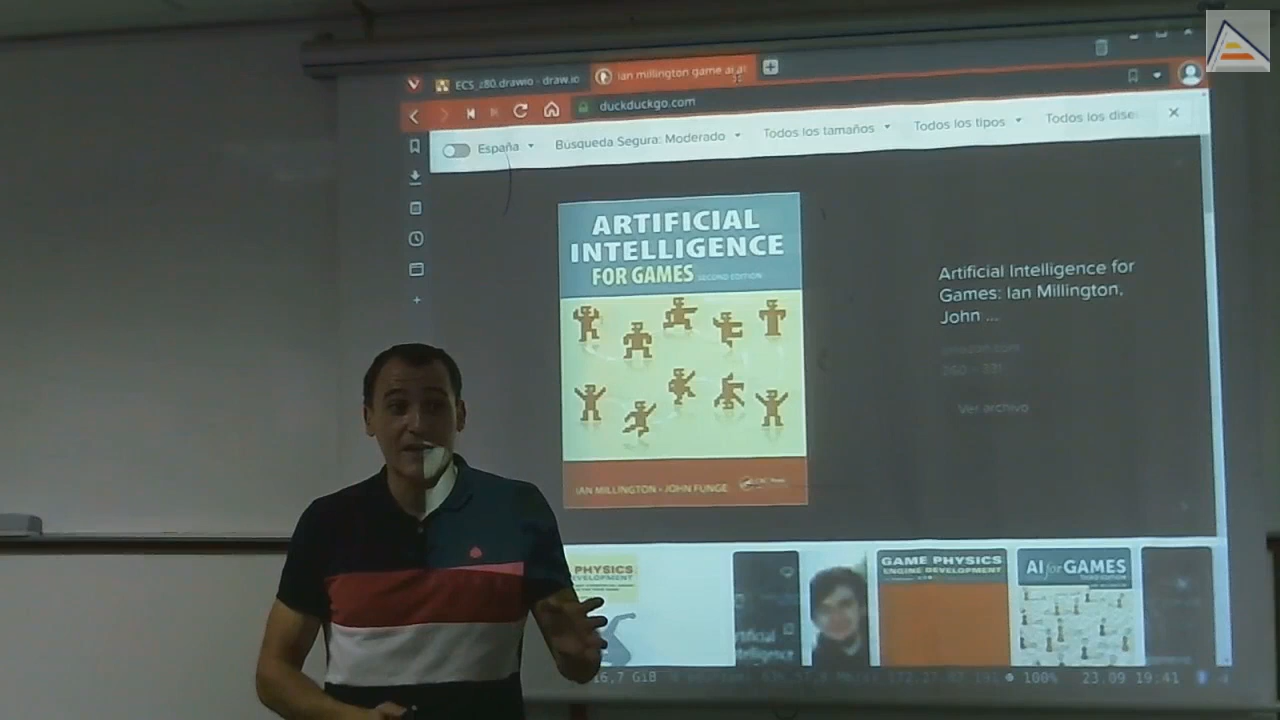 ECS_z80.drawio - draw.io
Ian millington game ai at
duckduckgo.com
España
Búsqueda Segura: Moderado
Todos los tamaños
Todos los tipos
Todos los dise
ARTIFICIAL
INTELLIGENCE
FOR GAMES SECOND EDITION
IAN MILLINGTON • JOHN FUNGE
Artificial Intelligence for
Games: Ian Millington,
John ...
Ver archivo
PHYSICS
GAME PHYSICS
ENGINE DEVELOPMENT
AI for GAMES
16,7 GiB
100%
23.09 19:41